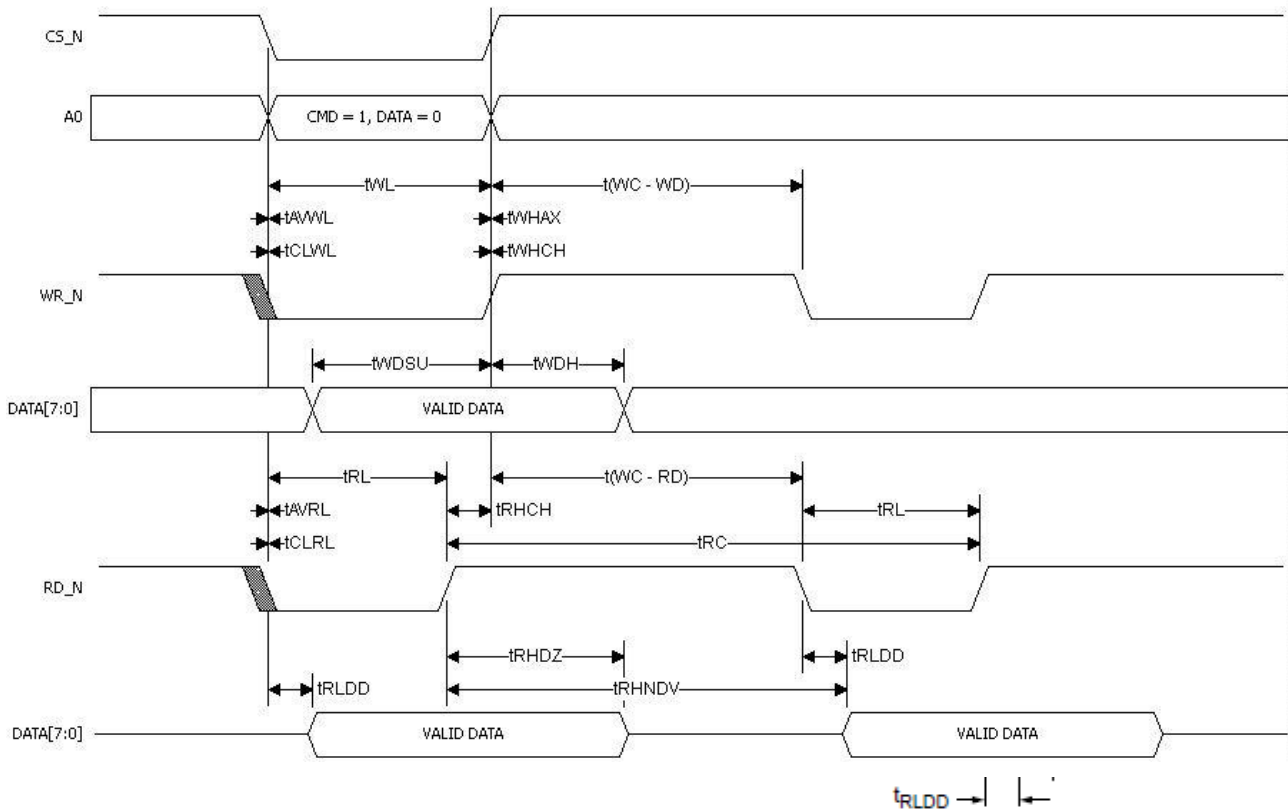 CS_N
A0
CMD = 1, DATA = 0
tWL
t(WC - WD)
tAVWL
tWHAX
tCLWL
tWHCH
WR_N
tWDSU
tWDH
DATA[7:0]
VALID DATA
tRL
t(WC - RD)
tAVRL
tRHCH
tRL
tCLRL
tRC
RD_N
tRHDZ
tRLDD
tRLDD
tRHNDV
DATA[7:0]
VALID DATA
VALID DATA
tRLDD